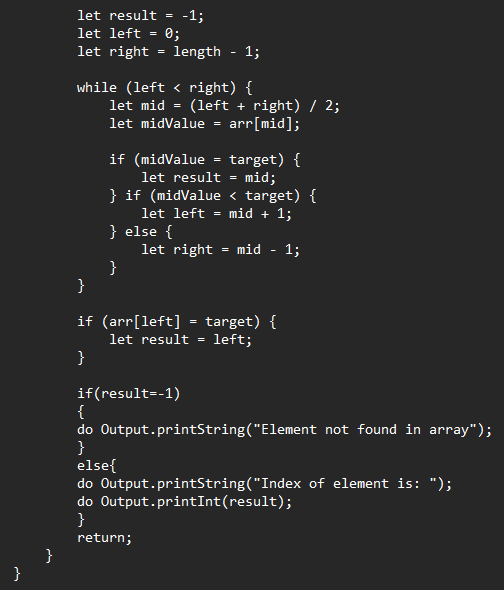 let result = -1;
let left = 0;
let right = length - 1;
while (left < right) {
let mid = (left + right) / 2;
let midValue = arr[mid];
if (midValue = target) {
let result = mid;
} if (midValue < target) {
let left = mid + 1;
} else {
let right = mid - 1;
}
}
if (arr[left] = target) {
let result = left;
}
if(result=-1)
{
do Output.printString("Element not found in array");
}
else{
do Output.printString("Index of element is: ");
do Output.printInt(result);
}
return;
}
}